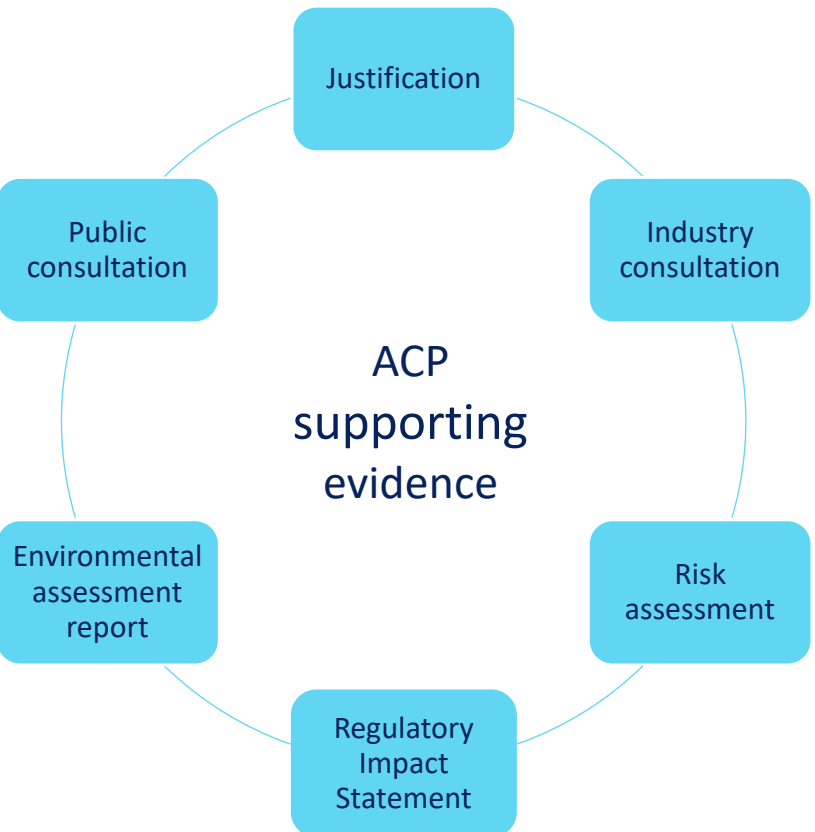 Justification
Industry
consultation
Risk
assessment
Regulatory
Impact
Statement
Environmental
assessment
report
Public
consultation
ACP
supporting
evidence